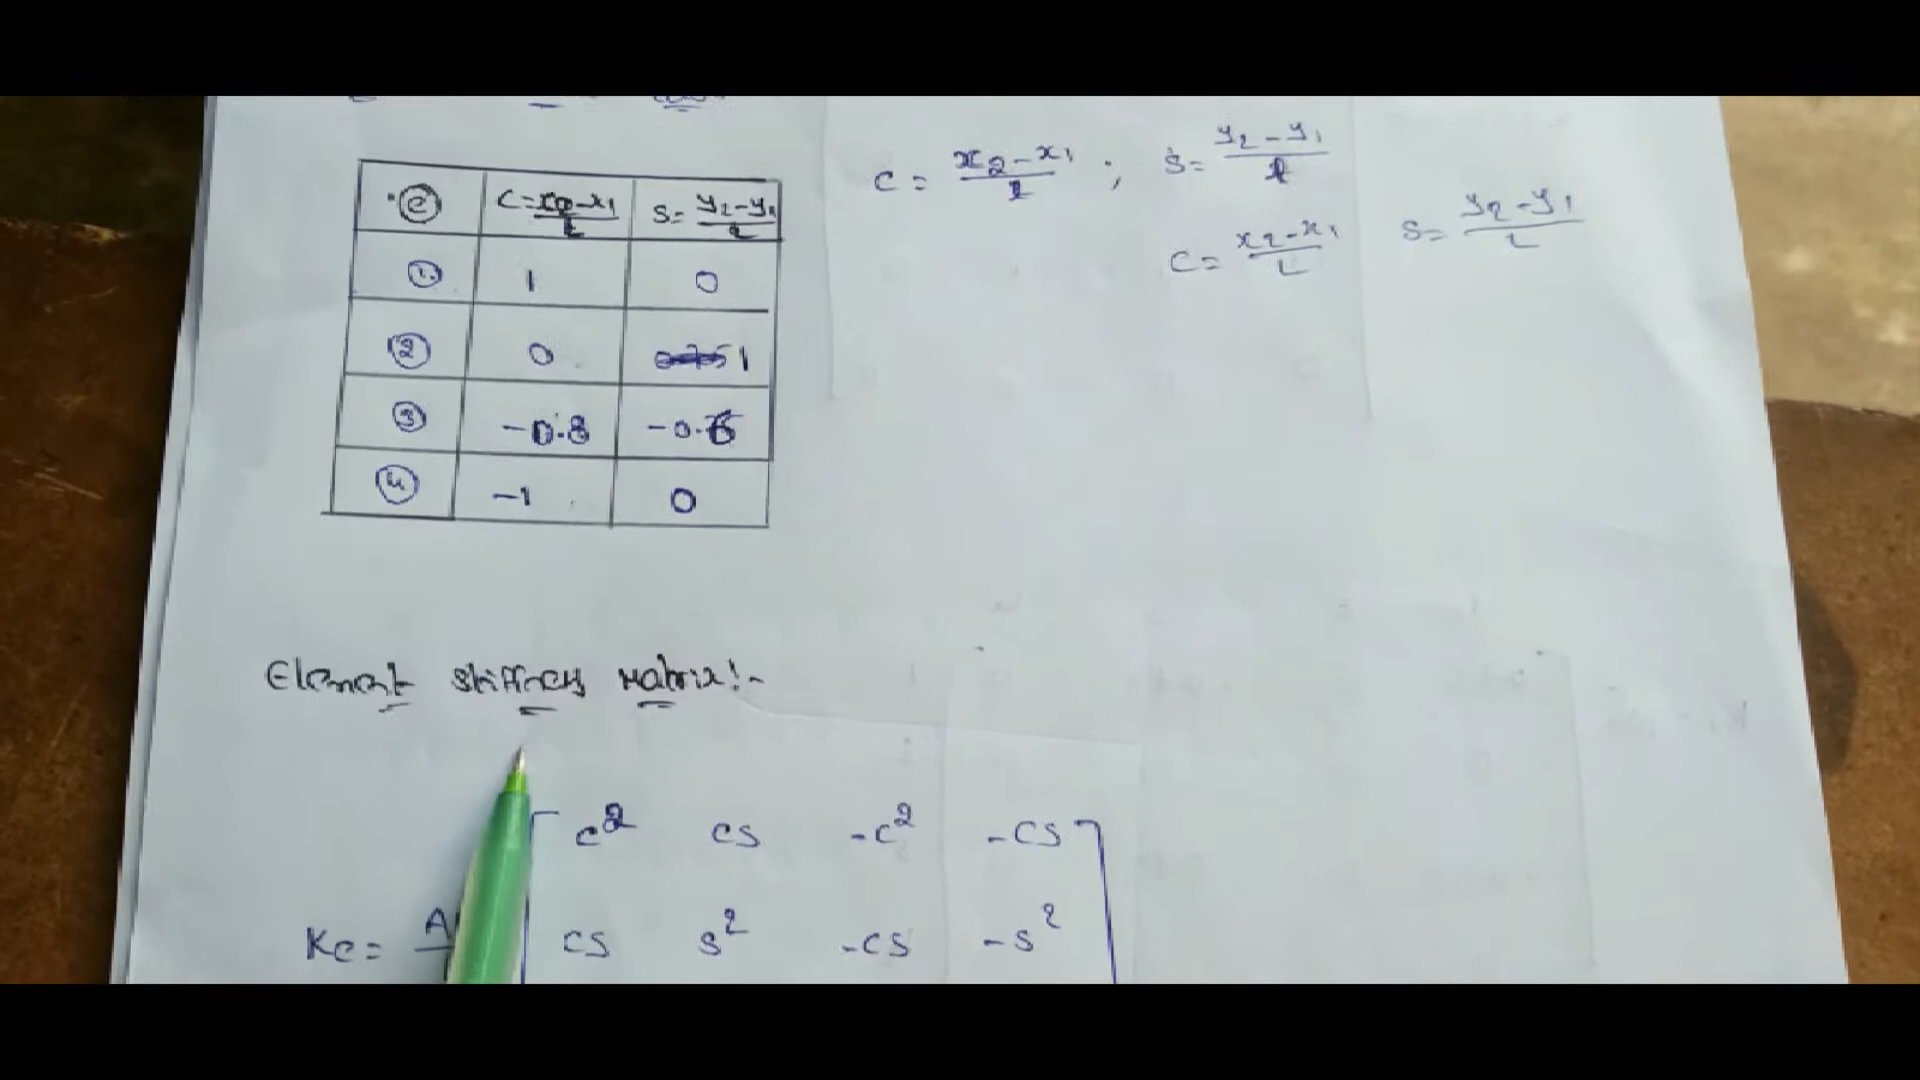 C = x2-x1/l ; S = y2-y1/l
C = x2-x1/L S = y2-y1/L
e C = x2-x1/L S = y2-y1/L
1 1 0
2 0 1
3 -0.8 -0.6
4 -1 0
Element stiffness matrix:-
c² cs -c² -cs
Ke = A cs s² -cs -s²